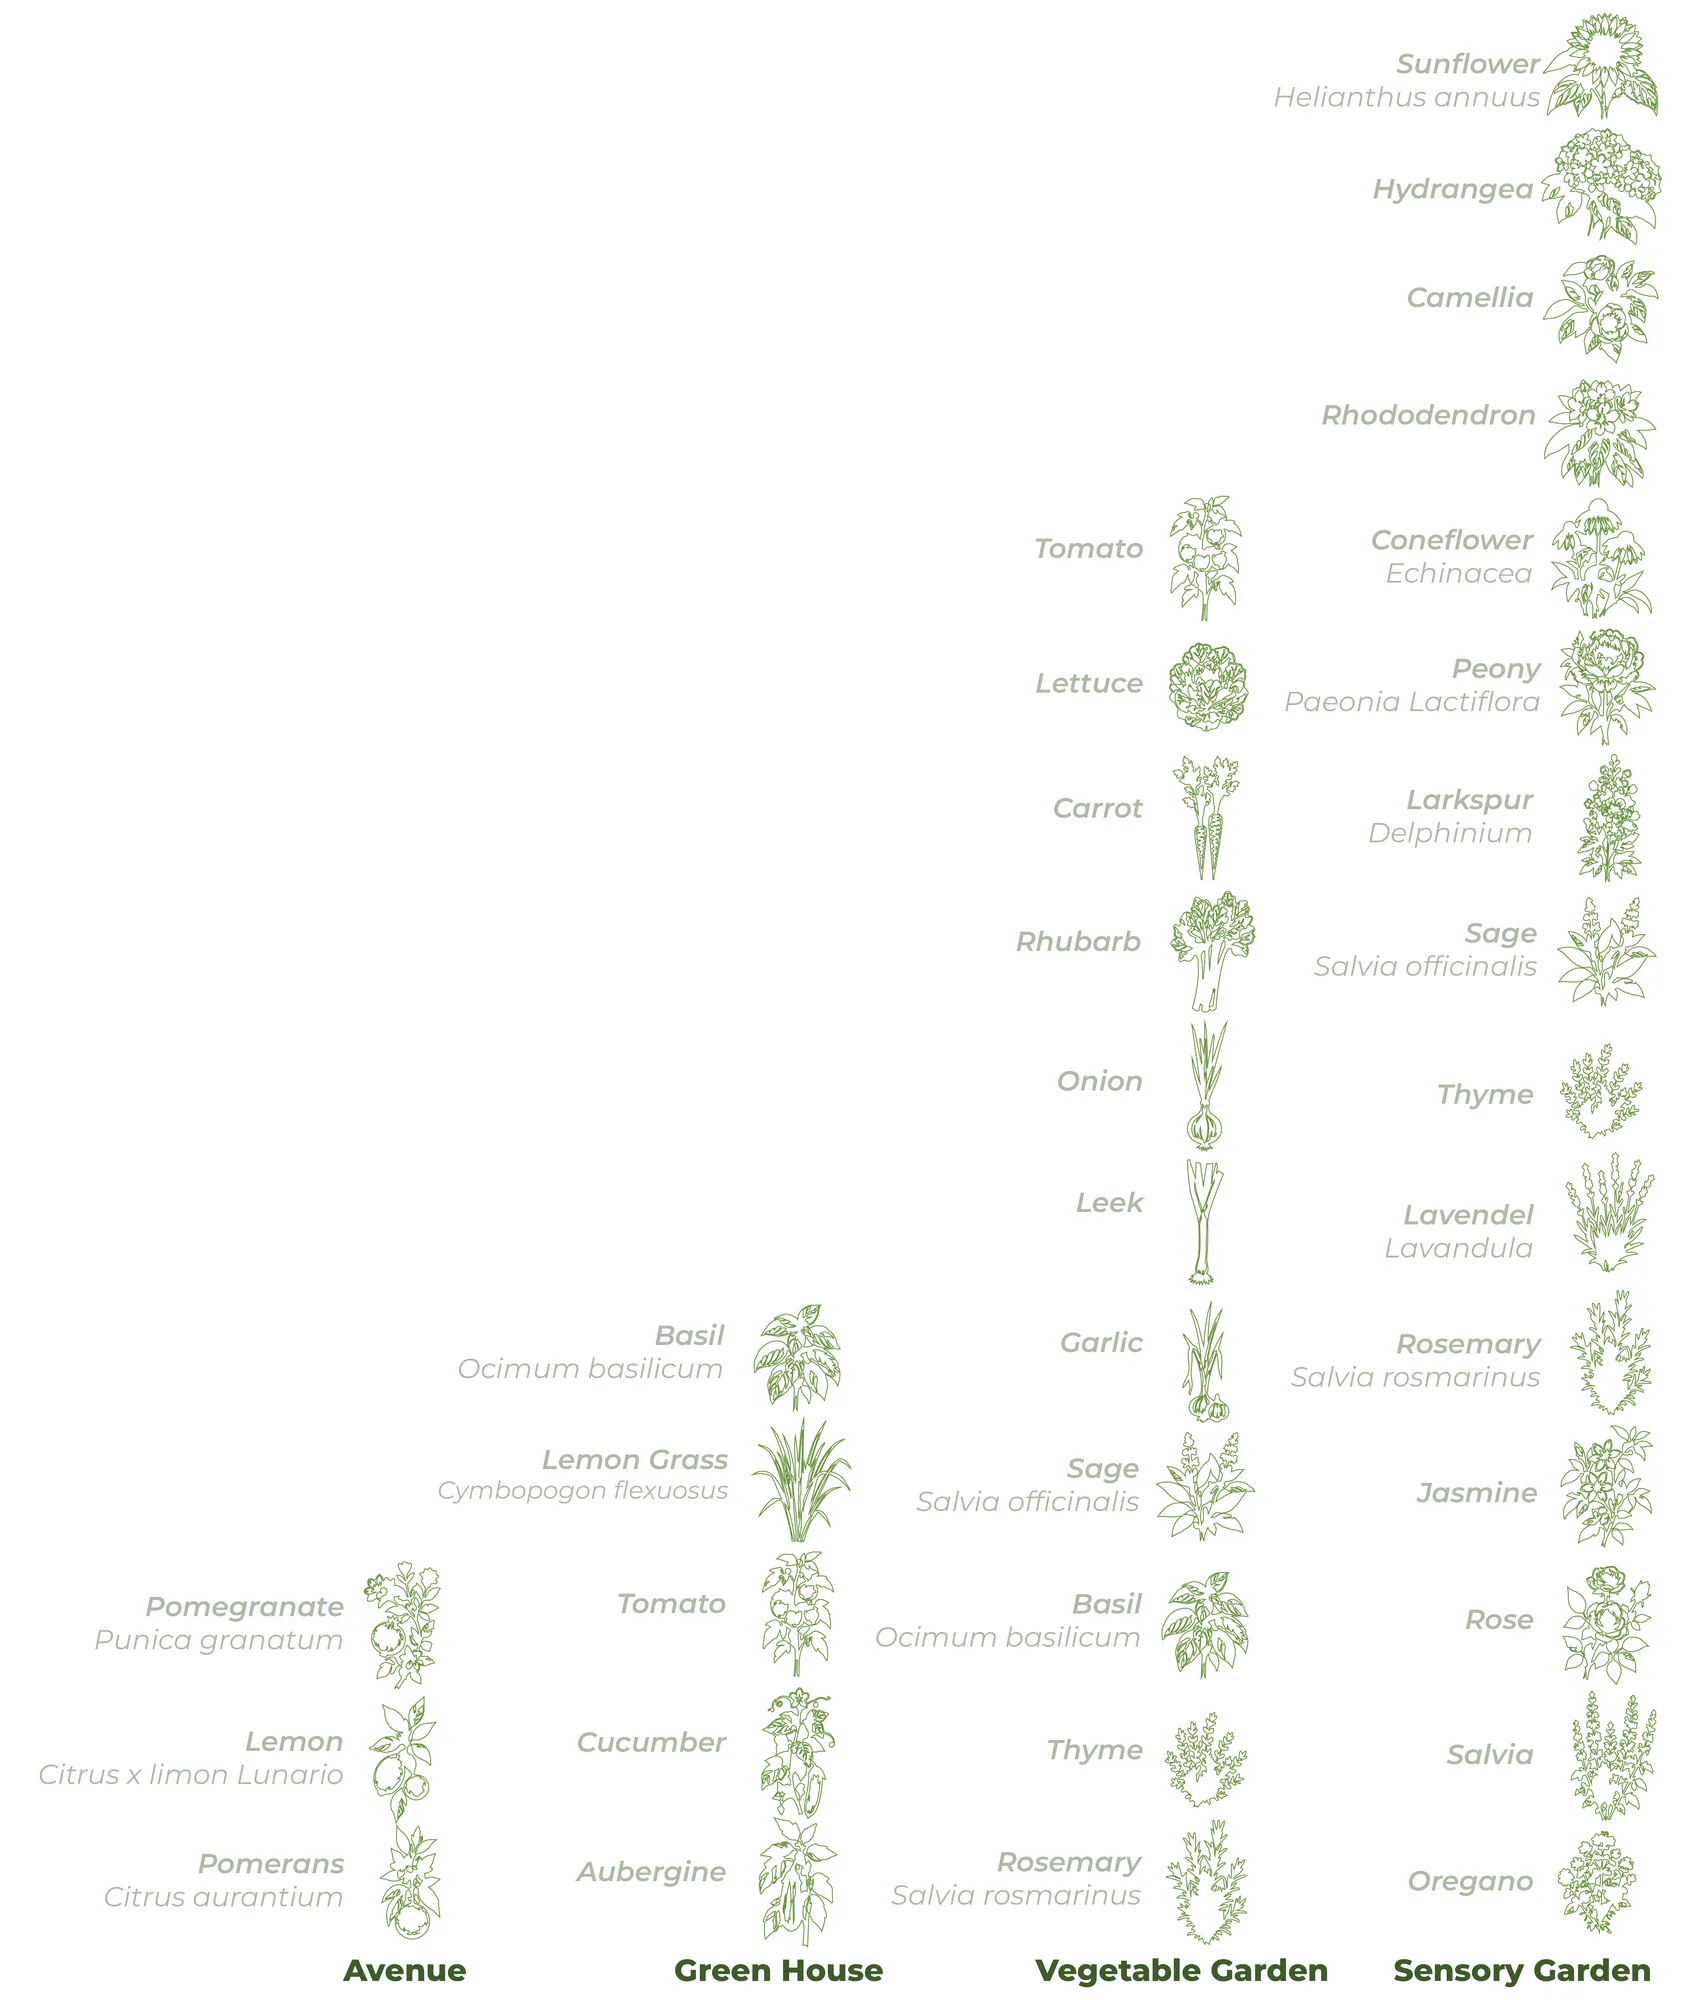 Pomegranate
Punica granatum
Lemon
Citrus x limon Lunario
Pomerans
Citrus aurantium
Avenue
Basil
Ocimum basilicum
Lemon Grass
Cymbopogon flexuosus
Tomato
Cucumber
Aubergine
Green House
Tomato
Lettuce
Carrot
Rhubarb
Onion
Leek
Garlic
Sage
Salvia officinalis
Basil
Ocimum basilicum
Thyme
Rosemary
Salvia rosmarinus
Vegetable Garden
Sunflower
Helianthus annuus
Hydrangea
Camellia
Rhododendron
Coneflower
Echinacea
Peony
Paeonia Lactiflora
Larkspur
Delphinium
Sage
Salvia officinalis
Thyme
Lavendel
Lavandula
Rosemary
Salvia rosmarinus
Jasmine
Rose
Salvia
Oregano
Sensory Garden